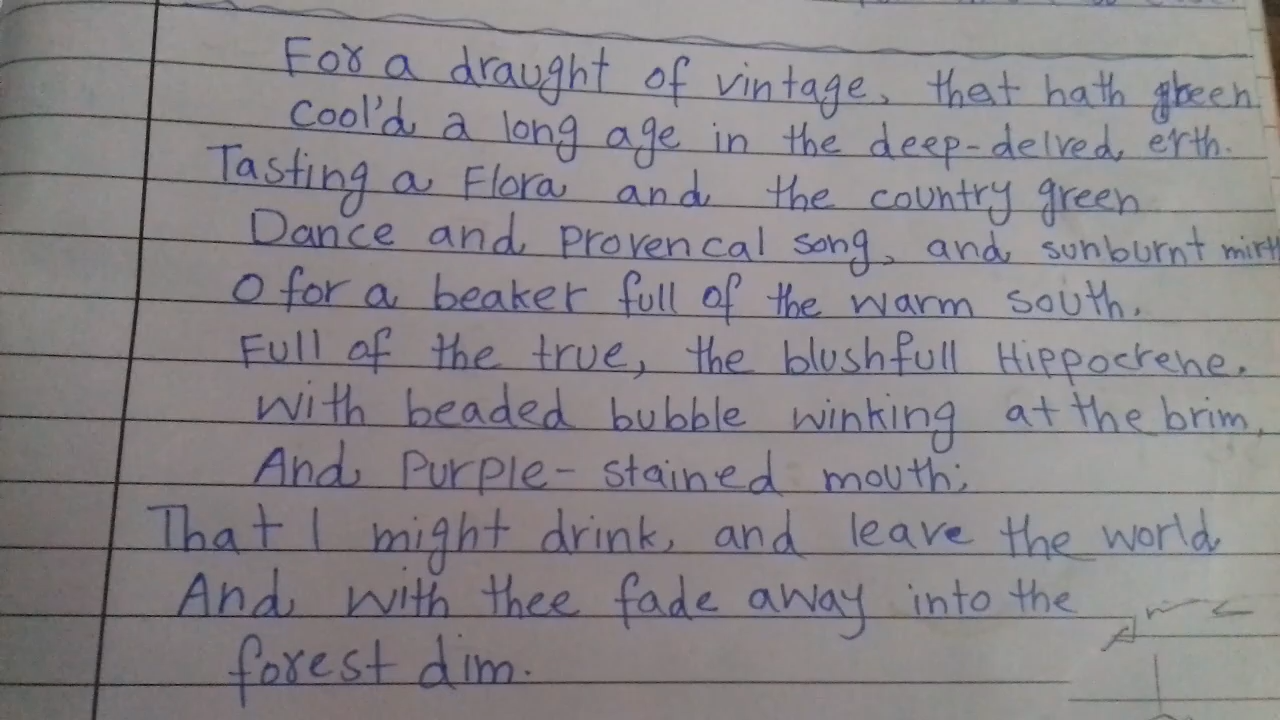 For a draught of vintage, that hath been
Cool'd a long age in the deep-delved erth.
Tasting a Flora and the country green
Dance and provencal song, and sunburnt mirth
O for a beaker full of the warm south.
Full of the true, the blushfull Hippocrene.
With beaded bubble winking at the brim,
And Purple-stained mouth;
That I might drink, and leave the world
And with thee fade away into the
forest dim.